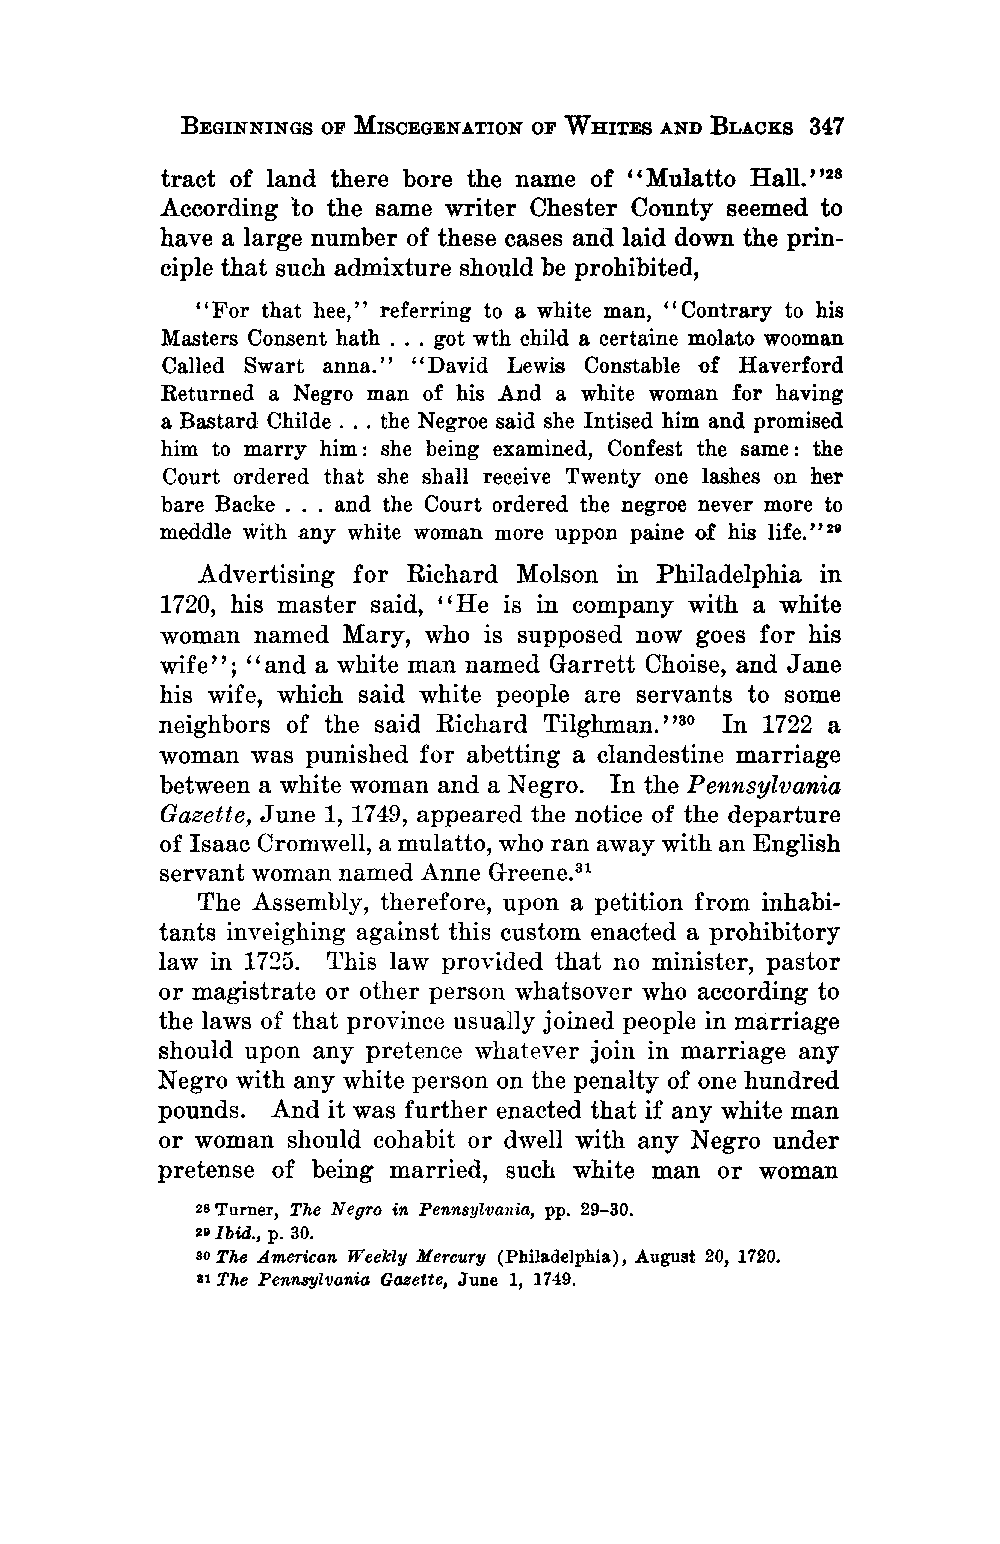 BEGINNINGS OF MISCEGENATION OF WHITES AND BLACKS 347
tract of land there bore the name of ‘‘Mulatto Hall.’’28
According to the same writer Chester County seemed to
have a large number of these cases and laid down the prin-
ciple that such admixture should be prohibited,
‘‘For that hee,’’ referring to a white man, ‘‘Contrary to his
Masters Consent hath . . . got wth child a certaine molato wooman
Called Swart anna.’’ ‘‘David Lewis Constable of Haverford
Returned a Negro man of his And a white woman for having
a Bastard Childe . . . the Negroe said she Intised him and promised
him to marry him: she being examined, Confest the same: the
Court ordered that she shall receive Twenty one lashes on her
bare Backe . . . and the Court ordered the negroe never more to
meddle with any white woman more uppon paine of his life.’’29
Advertising for Richard Molson in Philadelphia in
1720, his master said, ‘‘He is in company with a white
woman named Mary, who is supposed now goes for his
wife’’; ‘‘and a white man named Garrett Choise, and Jane
his wife, which said white people are servants to some
neighbors of the said Richard Tilghman.’’30 In 1722 a
woman was punished for abetting a clandestine marriage
between a white woman and a Negro. In the Pennsylvania
Gazette, June 1, 1749, appeared the notice of the departure
of Isaac Cromwell, a mulatto, who ran away with an English
servant woman named Anne Greene.31
The Assembly, therefore, upon a petition from inhabi-
tants inveighing against this custom enacted a prohibitory
law in 1725. This law provided that no minister, pastor
or magistrate or other person whatsover who according to
the laws of that province usually joined people in marriage
should upon any pretence whatever join in marriage any
Negro with any white person on the penalty of one hundred
pounds. And it was further enacted that if any white man
or woman should cohabit or dwell with any Negro under
pretense of being married, such white man or woman
28 Turner, The Negro in Pennsylvania, pp. 29–30.
29 Ibid., p. 30.
30 The American Weekly Mercury (Philadelphia), August 20, 1720.
31 The Pennsylvania Gazette, June 1, 1749.